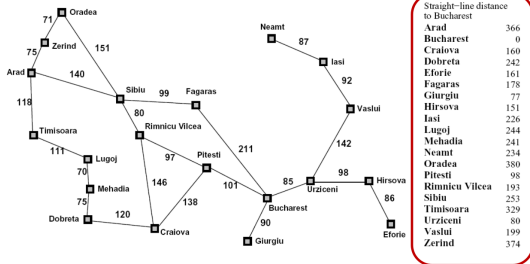 Oradea
71
Neamt
Zerind
87
75
151
Iasi
Arad
140
92
Sibiu
99
Fagaras
118
Vaslui
80
Rimnicu Vilcea
Timisoara
142
111
211
Lugoj
97
Pitesti
70
98
Hirsova
146
85
Mehadia
101
Urziceni
75
138
86
Bucharest
Dobreta
120
90
Craiova
Eforie
Giurgiu
Straight-line distance
to Bucharest
Arad 366
Bucharest 0
Craiova 160
Dobreta 242
Eforie 161
Fagaras 178
Giurgiu 77
Hirsova 151
Iasi 226
Lugoj 244
Mehadia 241
Neamt 234
Oradea 380
Pitesti 98
Rimnicu Vilcea 193
Sibiu 253
Timisoara 329
Urziceni 80
Vaslui 199
Zerind 374